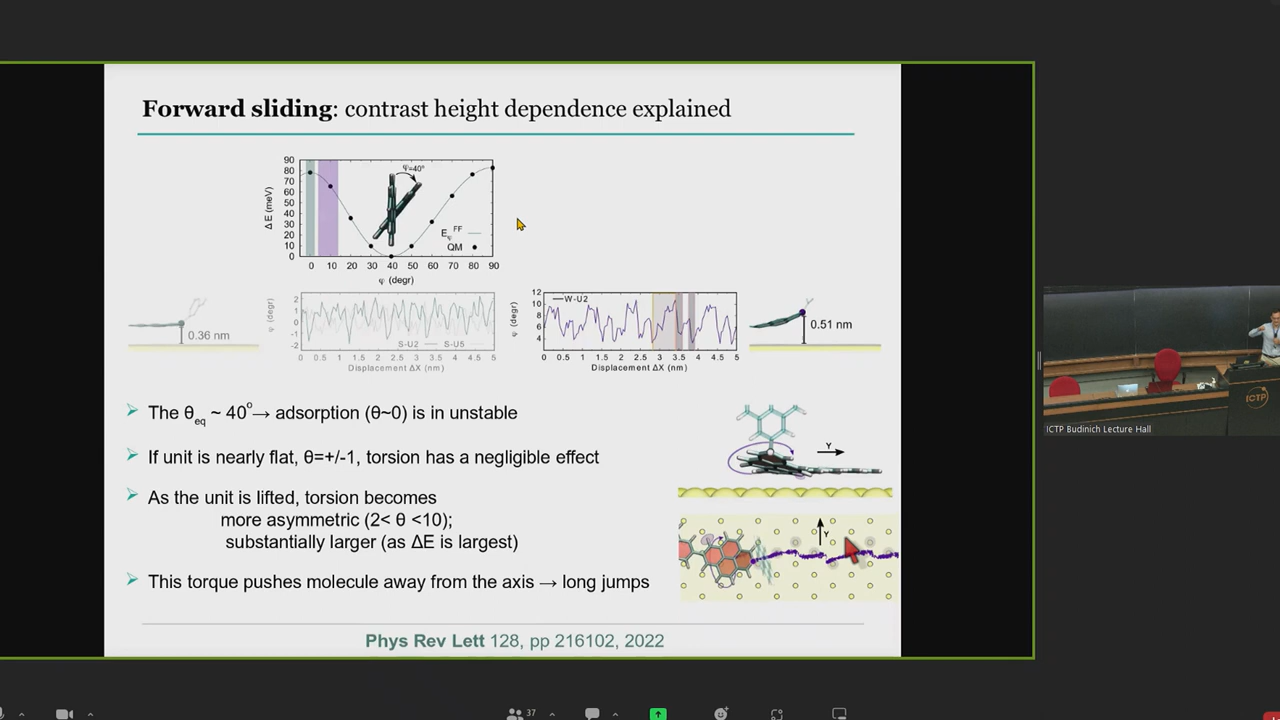 Forward sliding: contrast height dependence explained
90
80
70
60
50
40
30
20
10
0
ΔE (meV)
φ=40°
Eφ FF
QM
0 10 20 30 40 50 60 70 80 90
φ (degr)
0.36 nm
φ (degr)
2
1
0
-1
-2
S-U2 S-U5
0 0.5 1 1.5 2 2.5 3 3.5 4 4.5 5
Displacement ΔX (nm)
φ (degr)
12
10
8
6
4
W-U2
0 0.5 1 1.5 2 2.5 3 3.5 4 4.5 5
Displacement ΔX (nm)
0.51 nm
The θeq ~ 40° → adsorption (θ~0) is in unstable
If unit is nearly flat, θ=+/-1, torsion has a negligible effect
As the unit is lifted, torsion becomes
more asymmetric (2< θ <10);
substantially larger (as ΔE is largest)
This torque pushes molecule away from the axis → long jumps
Y
Y
Phys Rev Lett 128, pp 216102, 2022
ICTP
ICTP Budinich Lecture Hall
37